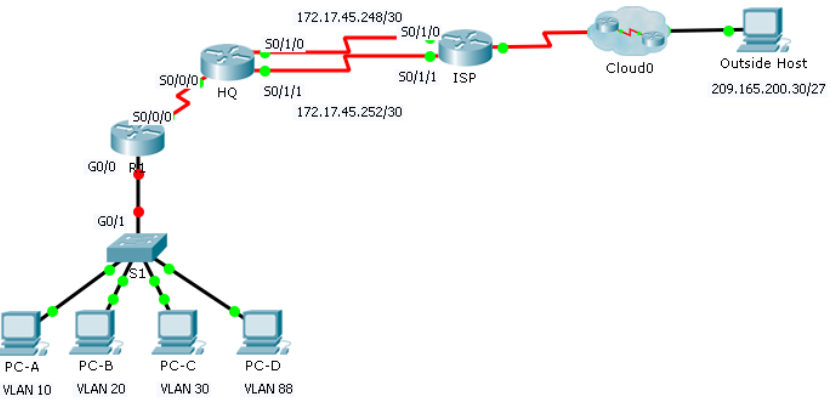 172.17.45.248/30
S0/1/0
S0/1/0
S0/0/0
HQ
S0/1/1
S0/1/1
ISP
Cloud0
Outside Host
209.165.200.30/27
172.17.45.252/30
S0/0/0
G0/0
R1
G0/1
S1
PC-A
PC-B
PC-C
PC-D
VLAN 10
VLAN 20
VLAN 30
VLAN 88